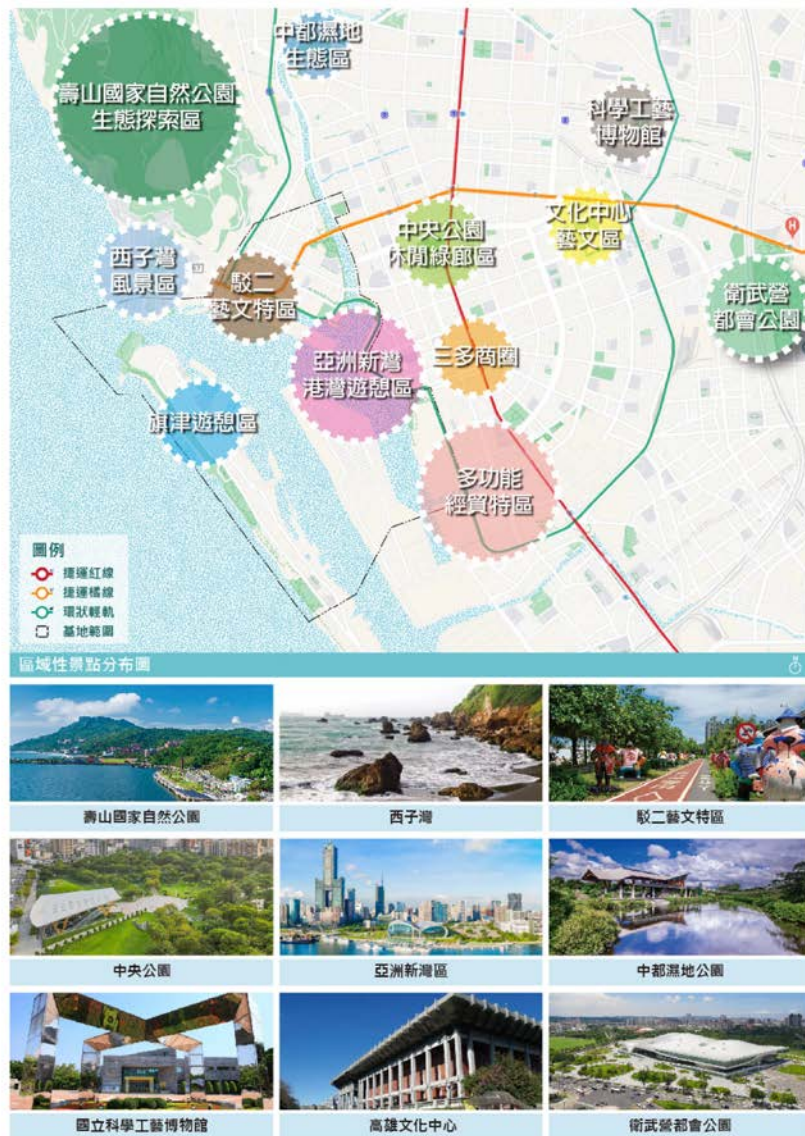 中都濕地
生態區
壽山國家自然公園
生態探索區
科學工藝
博物館
文化中心
藝文區
中央公園
休閒綠廊區
西子灣
風景區
駁二
藝文特區
衛武營
都會公園
亞洲新灣
港灣遊憩區
三多商圈
旗津遊憩區
多功能
經貿特區
圖例
捷運紅線
捷運橘線
環狀輕軌
基地範圍
區域性景點分布圖
N
壽山國家自然公園
西子灣
駁二藝文特區
中央公園
亞洲新灣區
中都濕地公園
國立科學工藝博物館
高雄文化中心
衛武營都會公園